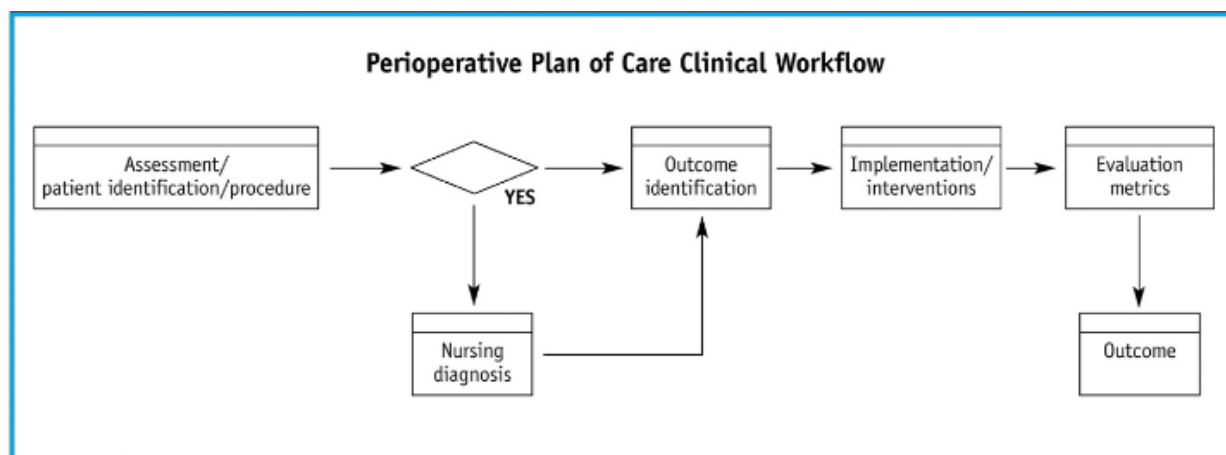 Perioperative Plan of Care Clinical Workflow
Assessment/
patient identification/procedure
YES
Outcome
identification
Implementation/
interventions
Evaluation
metrics
Nursing
diagnosis
Outcome